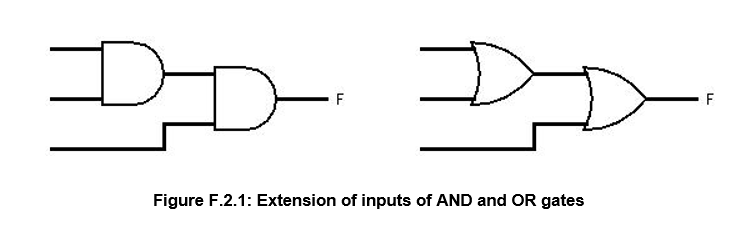 F
F
Figure F.2.1: Extension of inputs of AND and OR gates